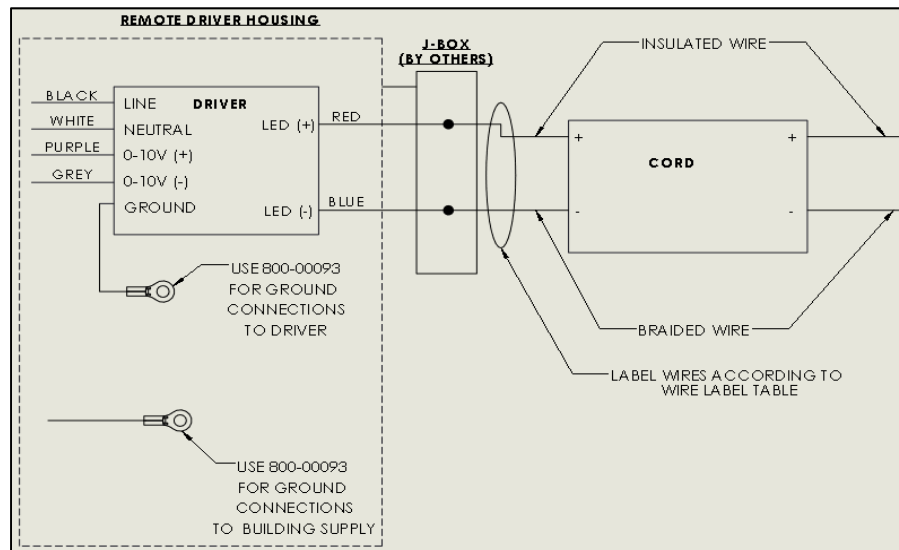 REMOTE DRIVER HOUSING
J-BOX
(BY OTHERS)
INSULATED WIRE
BLACK
WHITE
PURPLE
GREY
LINE
DRIVER
NEUTRAL
0-10V (+)
0-10V (-)
GROUND
LED (+)
LED (-)
RED
BLUE
+
-
CORD
+
-
USE 800-00093
FOR GROUND
CONNECTIONS
TO DRIVER
BRAIDED WIRE
LABEL WIRES ACCORDING TO
WIRE LABEL TABLE
USE 800-00093
FOR GROUND
CONNECTIONS
TO BUILDING SUPPLY